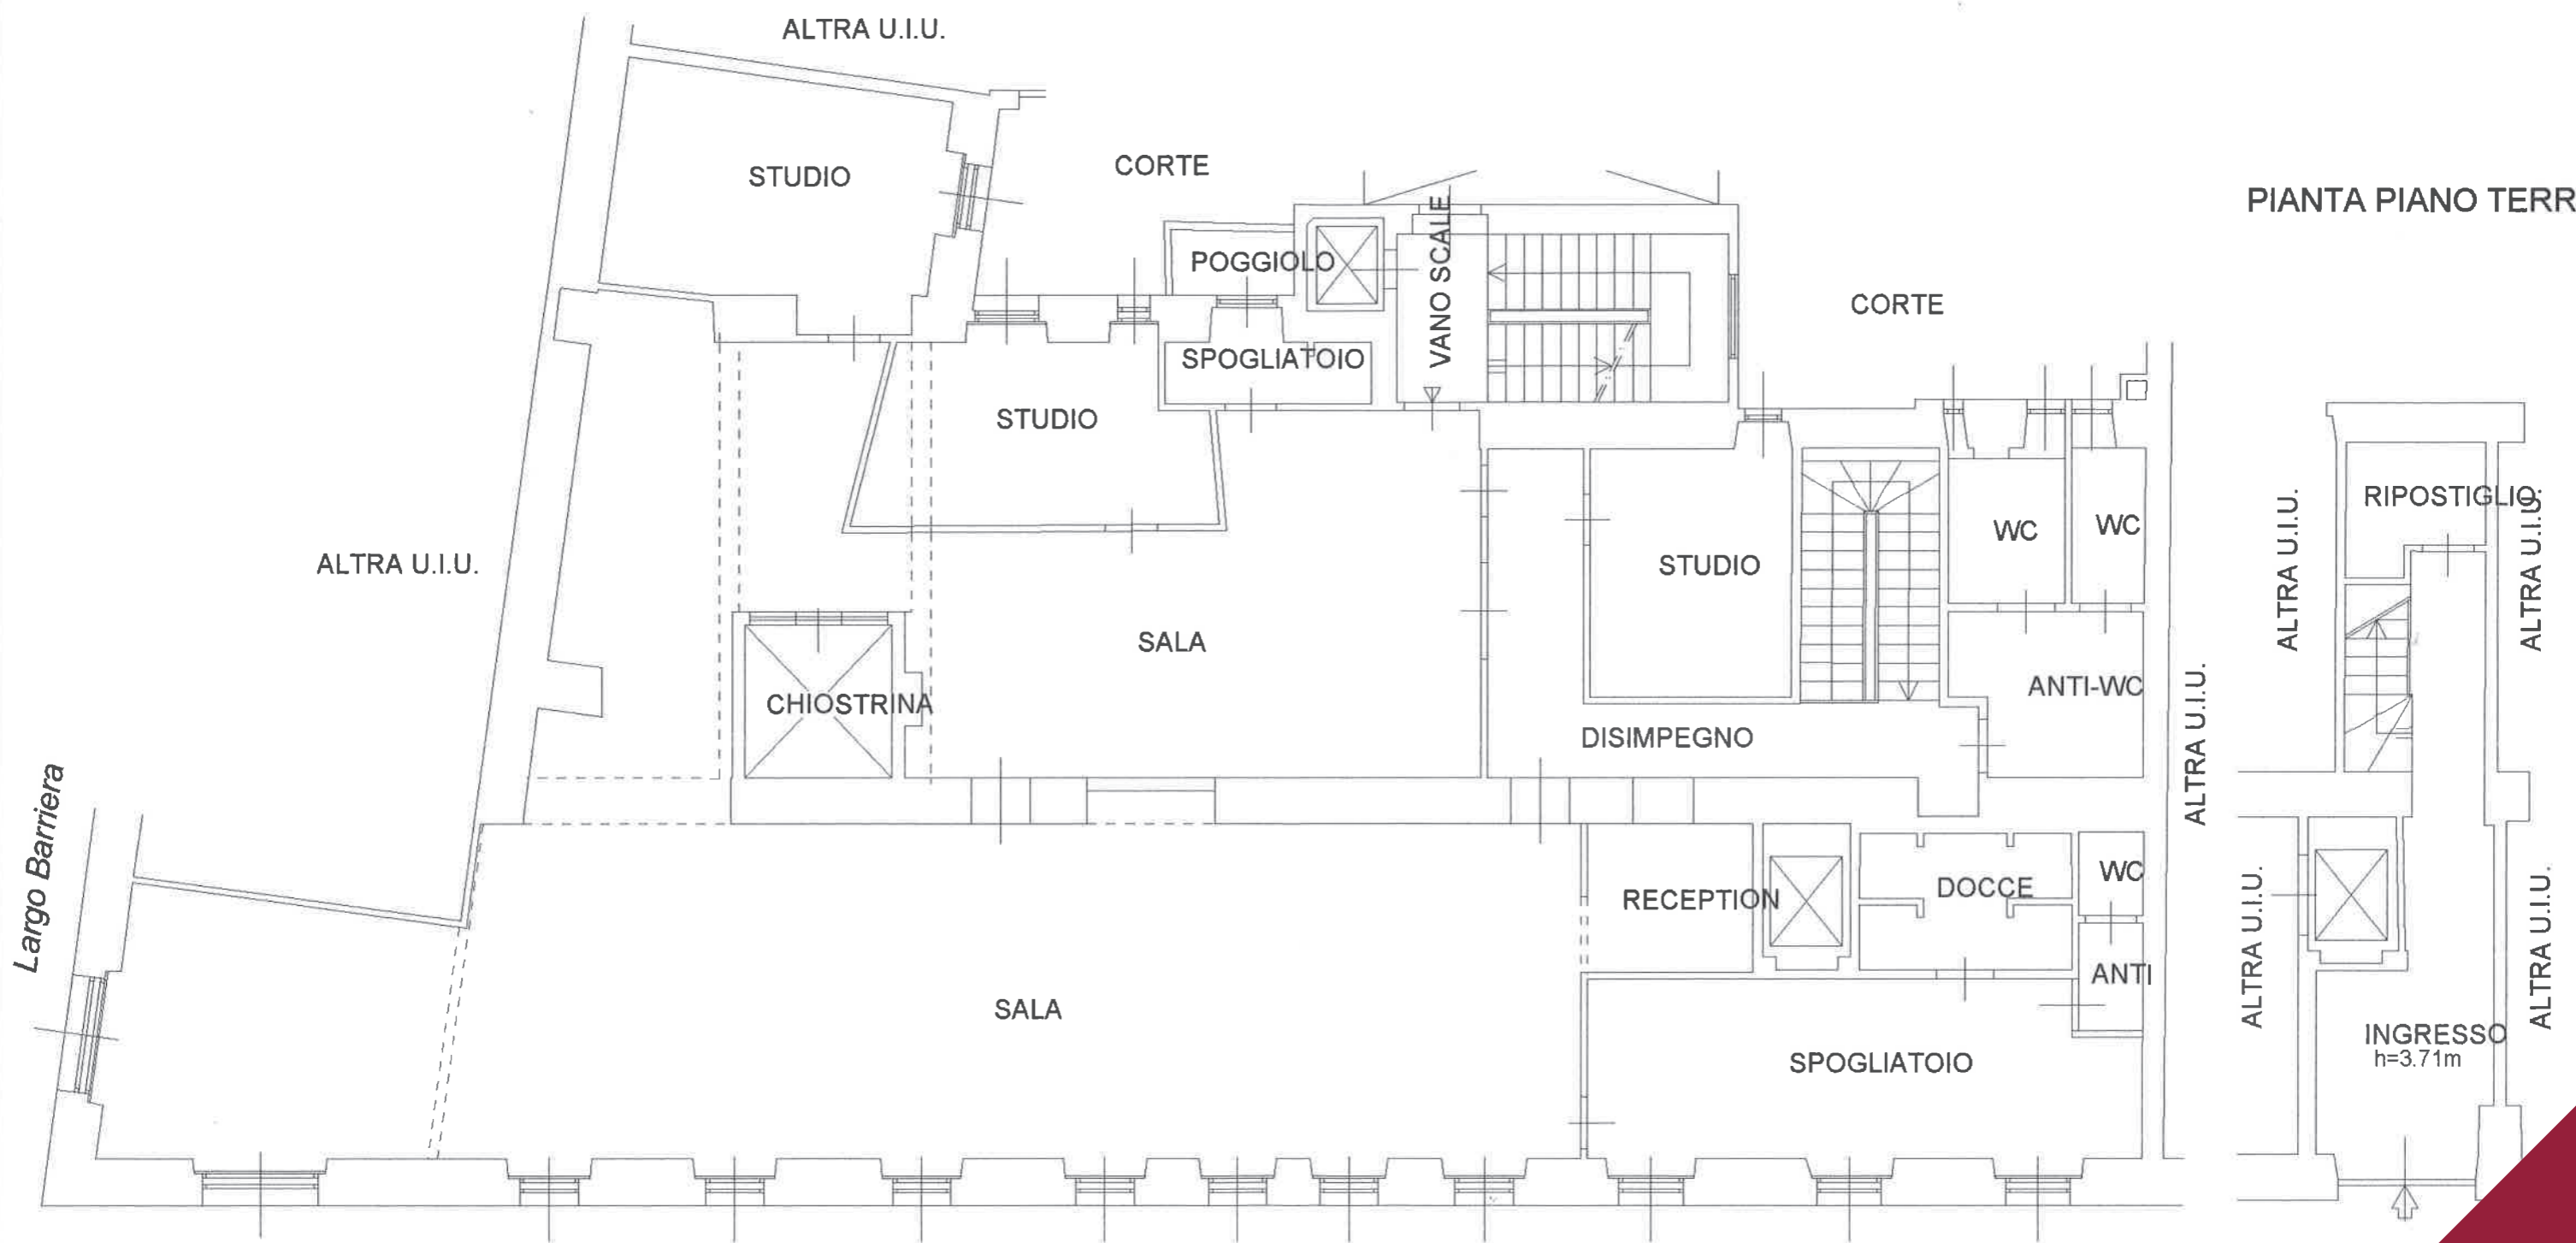 ALTRA U.I.U.
STUDIO
CORTE
PIANTA PIANO TERR
POGGIOLO
VANO SCALE
CORTE
SPOGLIATOIO
STUDIO
ALTRA U.I.U.
STUDIO
WC
WC
ALTRA U.I.U.
RIPOSTIGLIO
ALTRA U.I.U.
SALA
CHIOSTRINA
ANTI-WC
DISIMPEGNO
ALTRA U.I.U.
Largo Barriera
RECEPTION
DOCCE
WC
ANTI
ALTRA U.I.U.
ALTRA U.I.U.
SALA
SPOGLIATOIO
INGRESSO
h=3.71m